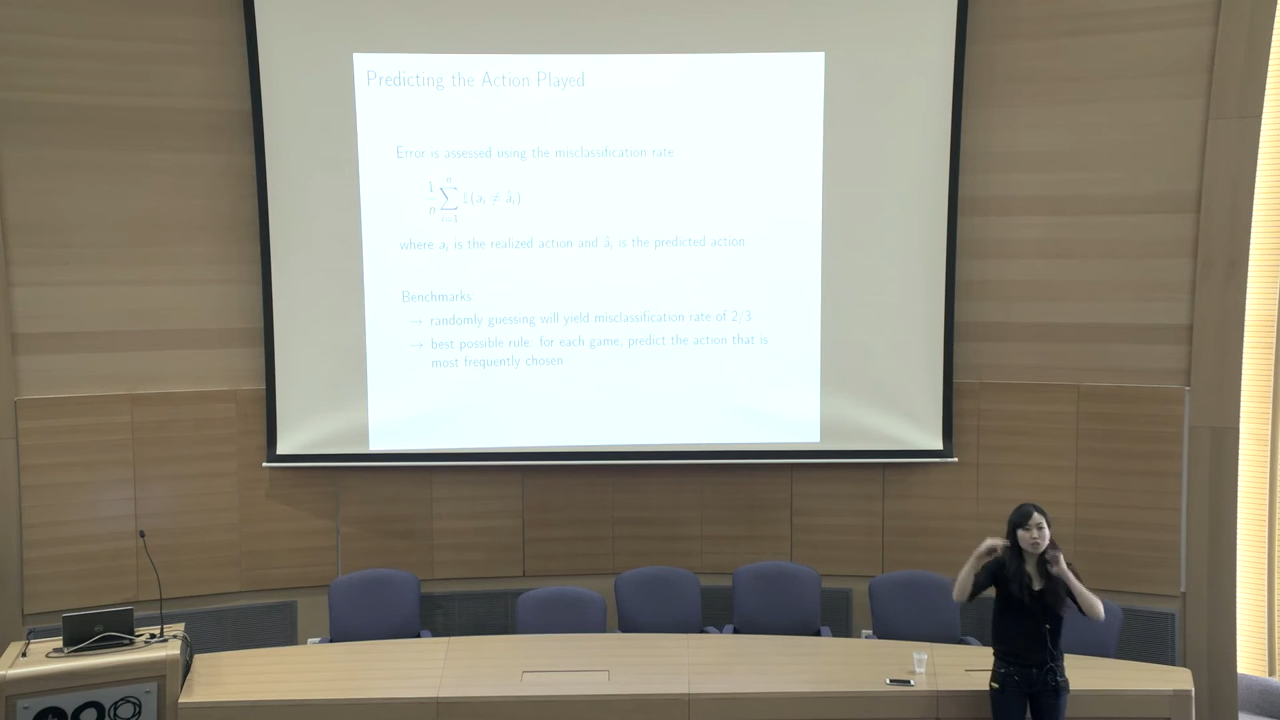 Predicting the Action Played
Error is assessed using the misclassification rate
1/n ∑_{i=1}^{n} 𝟙(a_i ≠ â_i)
where a_i is the realized action and â_i is the predicted action
Benchmarks:
→ randomly guessing will yield misclassification rate of 2/3
→ best possible rule: for each game, predict the action that is
most frequently chosen